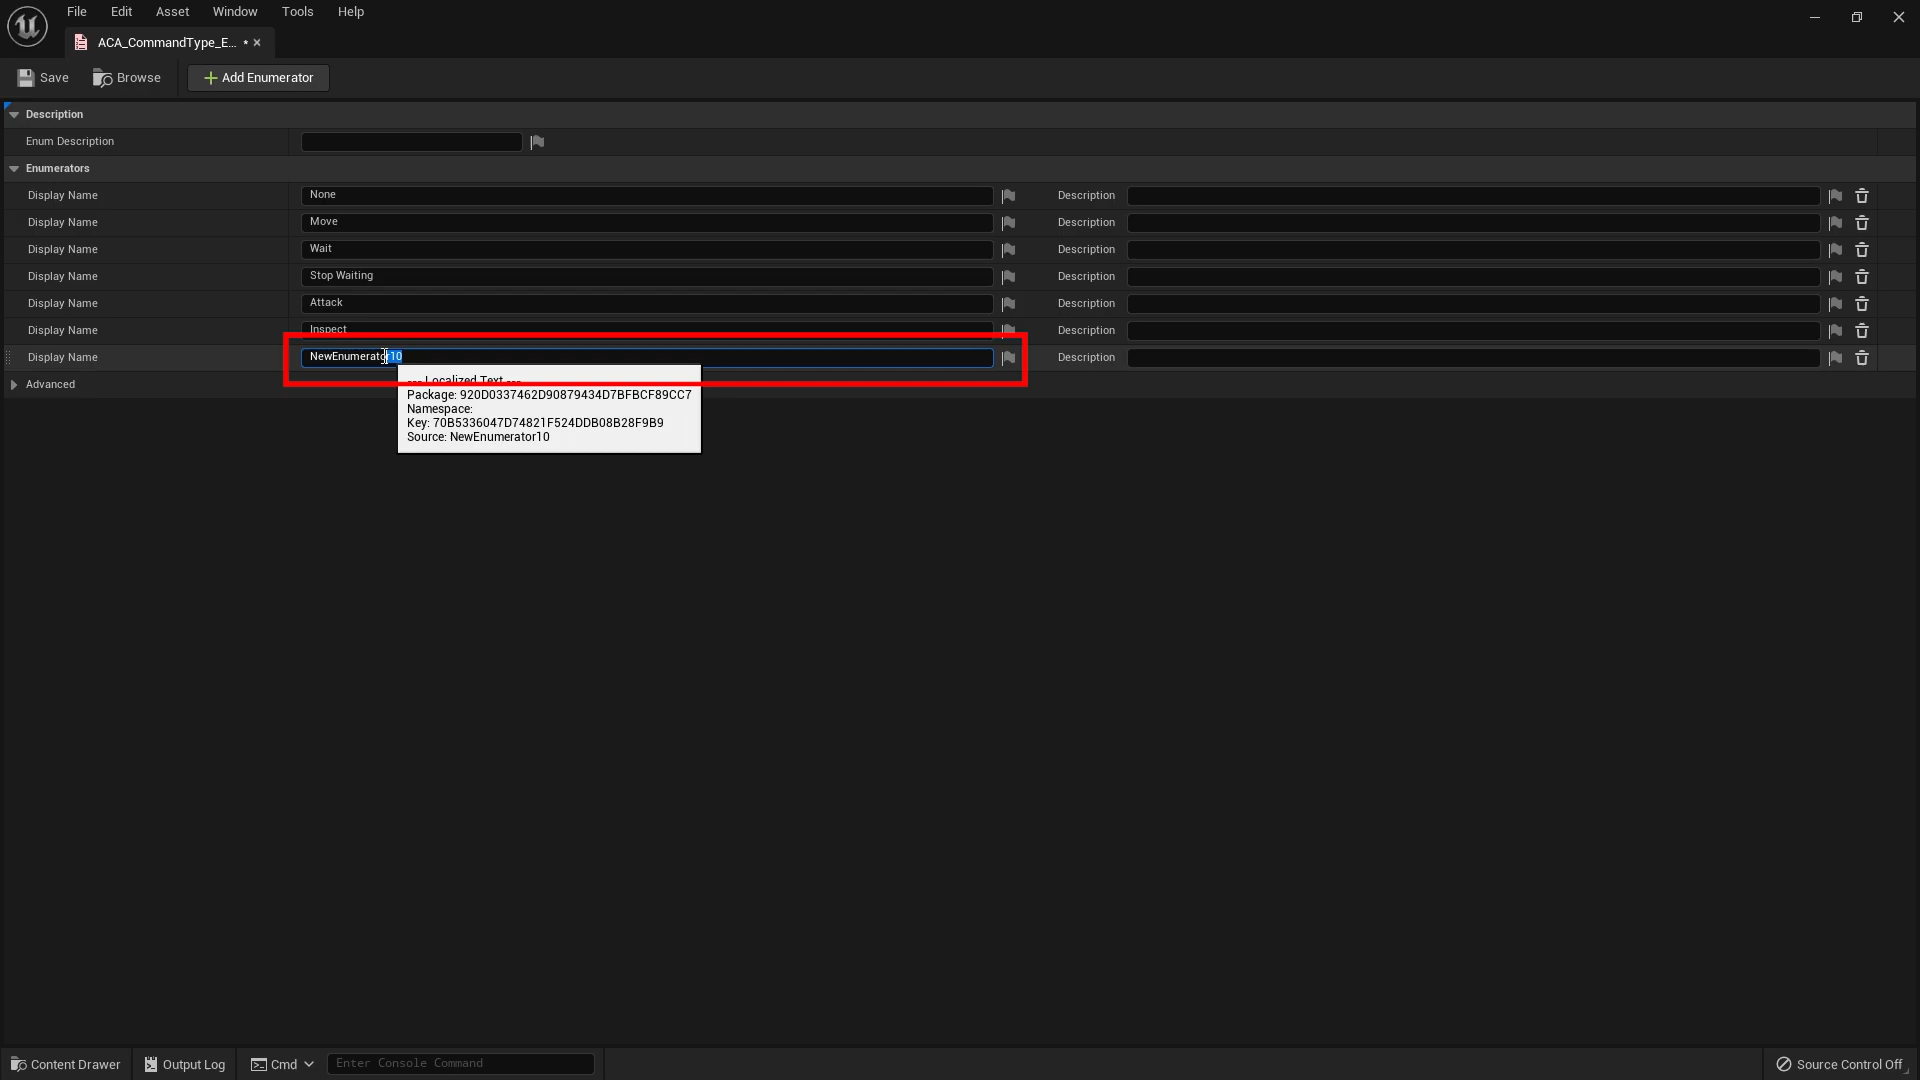 File Edit Asset Window Tools Help
ACA_CommandType_E... *
Save Browse Add Enumerator
Description
Enum Description
Enumerators
Display Name None Description
Display Name Move Description
Display Name Wait Description
Display Name Stop Waiting Description
Display Name Attack Description
Display Name Inspect Description
Display Name NewEnumerator10 Description
Advanced
--- Localized Text ---
Package: 920D0337462D90879434D7BFBCF89CC7
Namespace:
Key: 70B5336047D74821F524DDB08B28F9B9
Source: NewEnumerator10
Content Drawer Output Log Cmd Enter Console Command Source Control Off